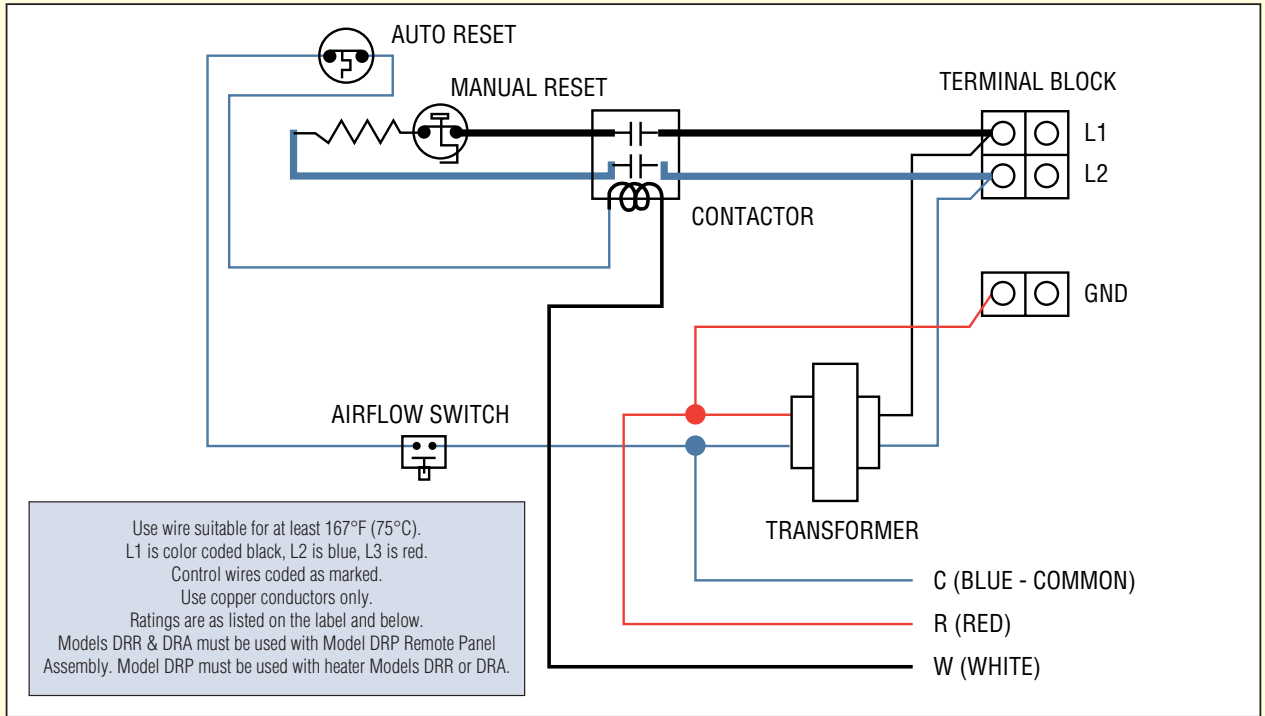 AUTO RESET
MANUAL RESET
TERMINAL BLOCK
L1
L2
CONTACTOR
GND
AIRFLOW SWITCH
TRANSFORMER
Use wire suitable for at least 167°F (75°C).
L1 is color coded black, L2 is blue, L3 is red.
Control wires coded as marked.
Use copper conductors only.
Ratings are as listed on the label and below.
Models DRR & DRA must be used with Model DRP Remote Panel
Assembly. Model DRP must be used with heater Models DRR or DRA.
C (BLUE - COMMON)
R (RED)
W (WHITE)